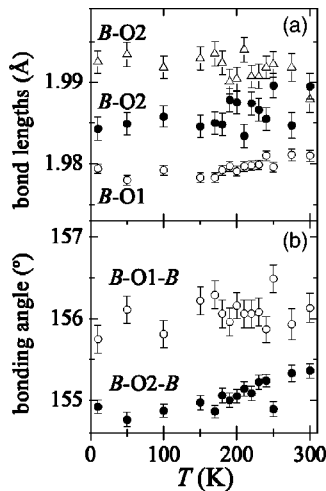 (a)
B-O2
1.99
B-O2
1.98
B-O1
bond lengths (Å)
157
(b)
B-O1-B
156
B-O2-B
155
bonding angle (º)
0 100 200 300
T (K)